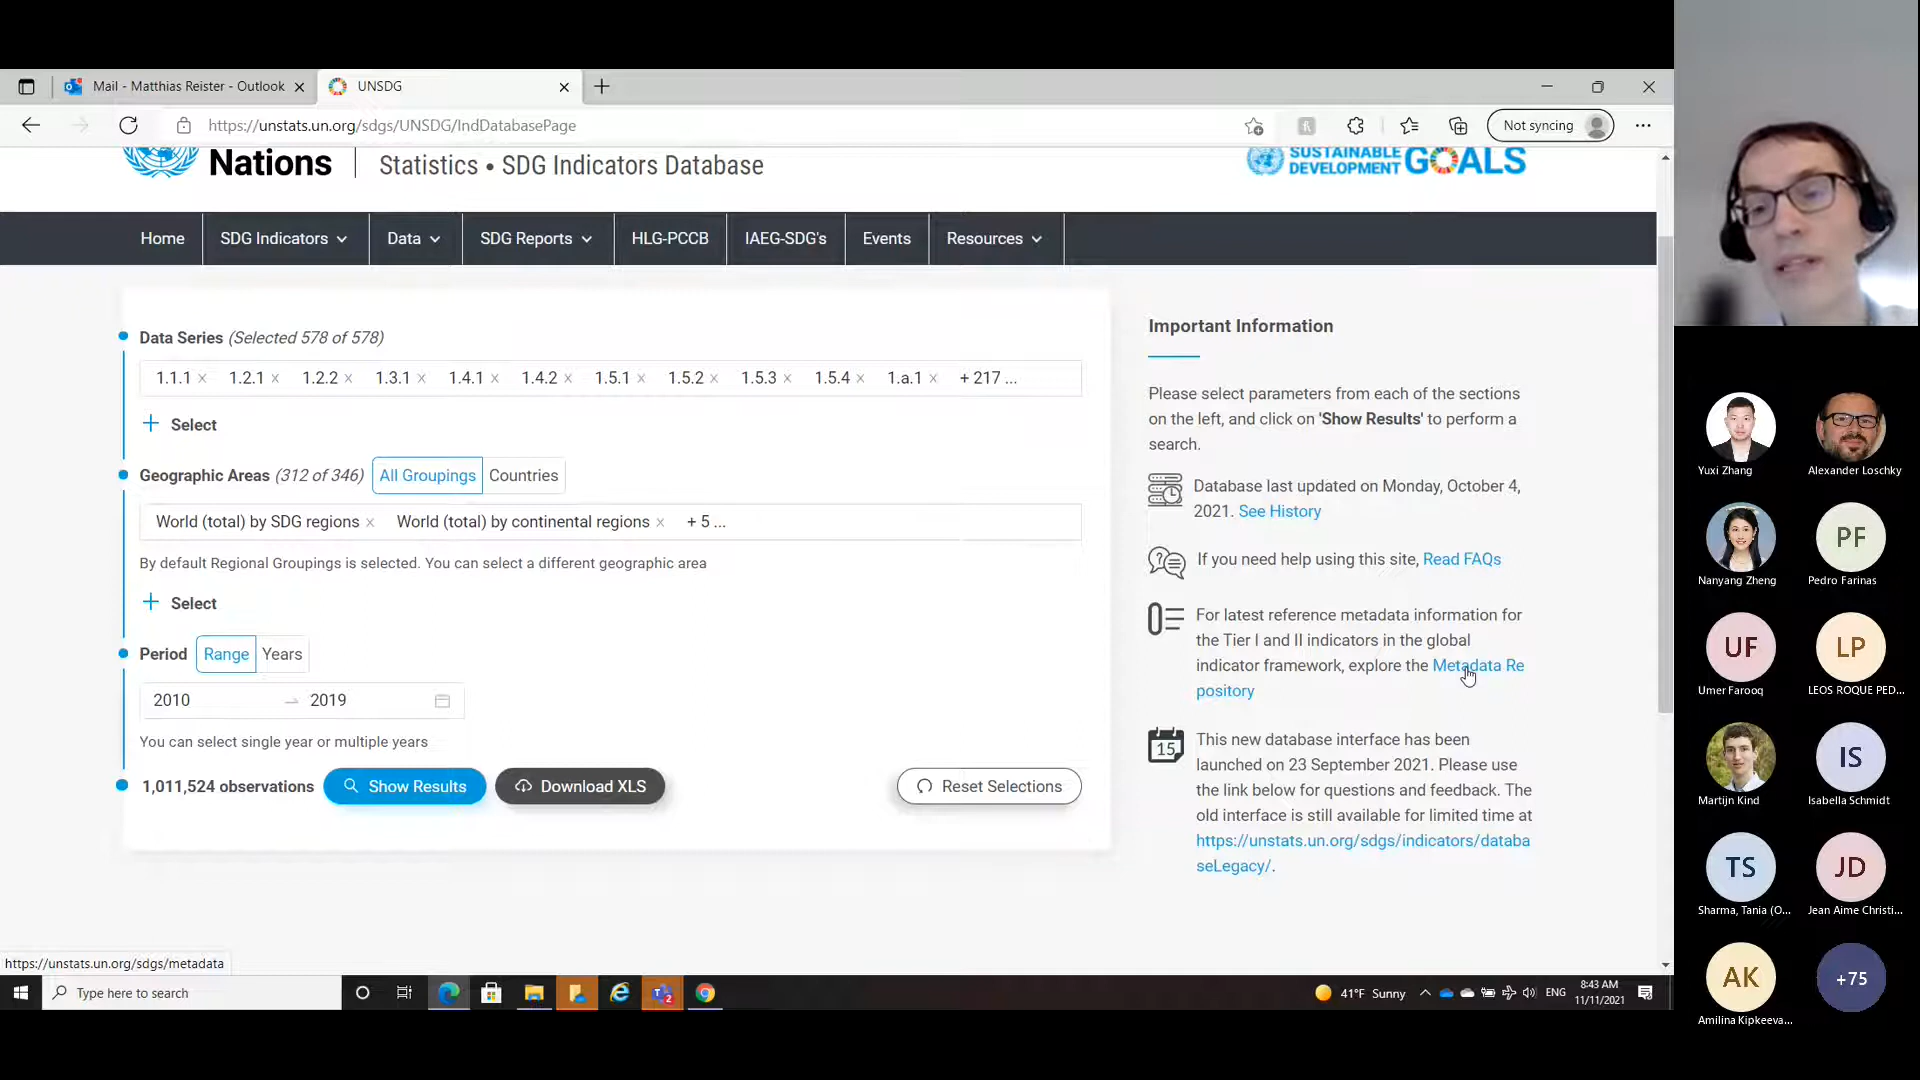 Mail - Matthias Reister - Outlook
UNSDG
https://unstats.un.org/sdgs/UNSDG/IndDatabasePage
Not syncing
Nations
Statistics • SDG Indicators Database
SUSTAINABLE
DEVELOPMENT
GOALS
Home
SDG Indicators
Data
SDG Reports
HLG-PCCB
IAEG-SDG's
Events
Resources
Data Series (Selected 578 of 578)
1.1.1 × 1.2.1 × 1.2.2 × 1.3.1 × 1.4.1 × 1.4.2 × 1.5.1 × 1.5.2 × 1.5.3 × 1.5.4 × 1.a.1 × + 217 ...
+ Select
Geographic Areas (312 of 346) All Groupings Countries
World (total) by SDG regions × World (total) by continental regions × + 5 ...
By default Regional Groupings is selected. You can select a different geographic area
+ Select
Period Range Years
2010 → 2019
You can select single year or multiple years
1,011,524 observations Show Results Download XLS Reset Selections
Important Information
Please select parameters from each of the sections
on the left, and click on 'Show Results' to perform a
search.
Database last updated on Monday, October 4,
2021. See History
If you need help using this site, Read FAQs
For latest reference metadata information for
the Tier I and II indicators in the global
indicator framework, explore the Metadata Re
pository
15
This new database interface has been
launched on 23 September 2021. Please use
the link below for questions and feedback. The
old interface is still available for limited time at
https://unstats.un.org/sdgs/indicators/databa
seLegacy/.
https://unstats.un.org/sdgs/metadata
Type here to search
41°F Sunny
ENG
8:43 AM
11/11/2021
Yuxi Zhang
Alexander Loschky
Nanyang Zheng
PF
Pedro Farinas
UF
Umer Farooq
LP
LEOS ROQUE PED...
Martijn Kind
IS
Isabella Schmidt
TS
Sharma, Tania (O...
JD
Jean Aime Christi...
AK
Amilina Kipkeeva...
+75